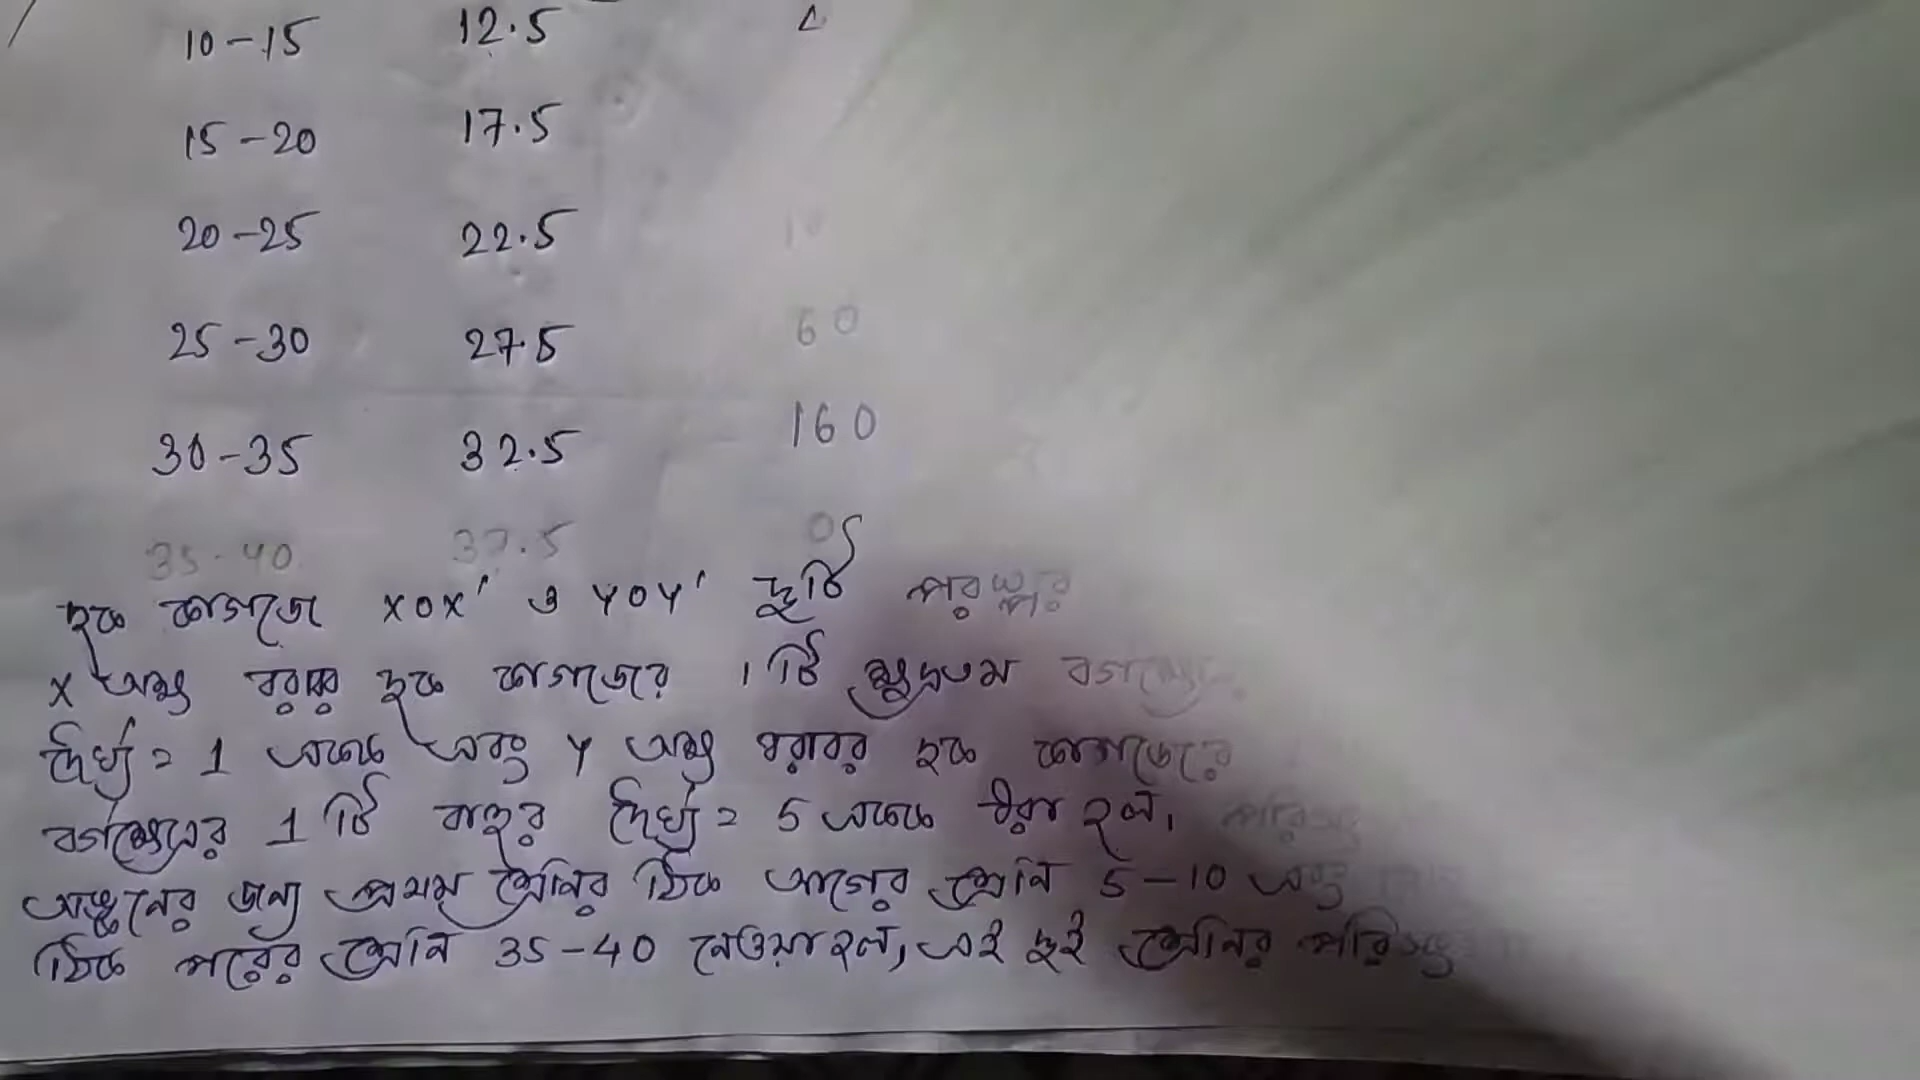 10-15 12.5
15-20 17.5
20-25 22.5
25-30 27.5 60
30-35 32.5 160
35-40 37.5
ছক কাগজে XOX' ও YOY' দুটি পরস্পর
X অক্ষ বরাবর ছক কাগজের 1 টি ক্ষুদ্রতম বর্গক্ষেত্রের
দৈর্ঘ্য = 1 একক এবং Y অক্ষ বরাবর ছক কাগজের
বর্গক্ষেত্রের 1 টি বাহুর দৈর্ঘ্য = 5 একক ধরা হল।
অঙ্কনের জন্য প্রথম শ্রেনির ঠিক আগের শ্রেনি 5-10 এবং
ঠিক পরের শ্রেনি 35-40 নেওয়া হল, এই দুই শ্রেনির